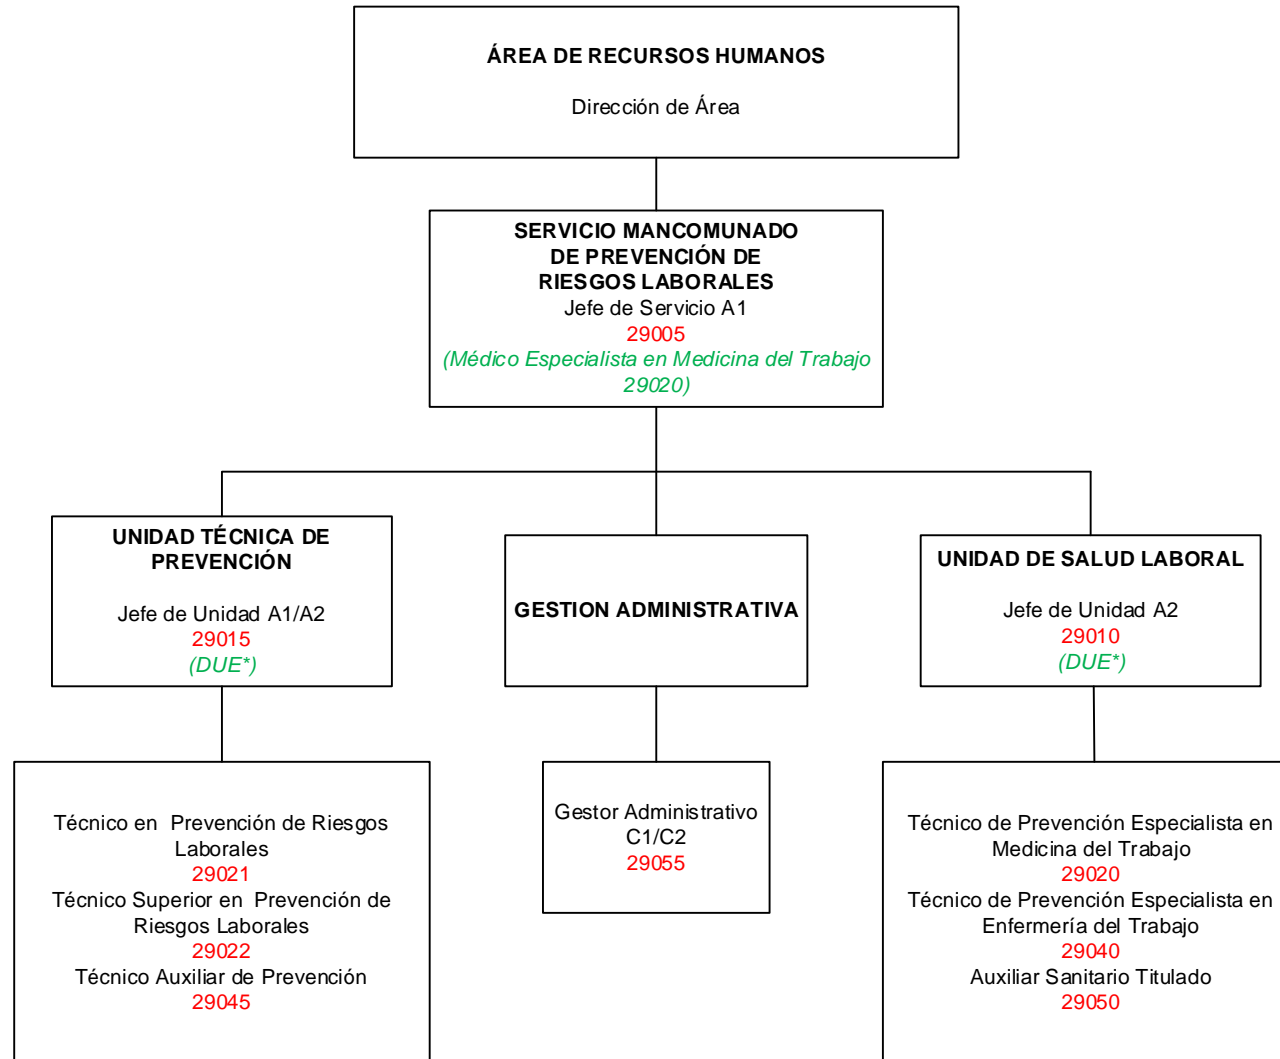 ÁREA DE RECURSOS HUMANOS
Dirección de Área
SERVICIO MANCOMUNADO
DE PREVENCIÓN DE
RIESGOS LABORALES
Jefe de Servicio A1
29005
(Médico Especialista en Medicina del Trabajo
29020)
UNIDAD TÉCNICA DE
PREVENCIÓN
Jefe de Unidad A1/A2
29015
(DUE*)
GESTION ADMINISTRATIVA
UNIDAD DE SALUD LABORAL
Jefe de Unidad A2
29010
(DUE*)
Técnico en Prevención de Riesgos
Laborales
29021
Técnico Superior en Prevención de
Riesgos Laborales
29022
Técnico Auxiliar de Prevención
29045
Gestor Administrativo
C1/C2
29055
Técnico de Prevención Especialista en
Medicina del Trabajo
29020
Técnico de Prevención Especialista en
Enfermería del Trabajo
29040
Auxiliar Sanitario Titulado
29050